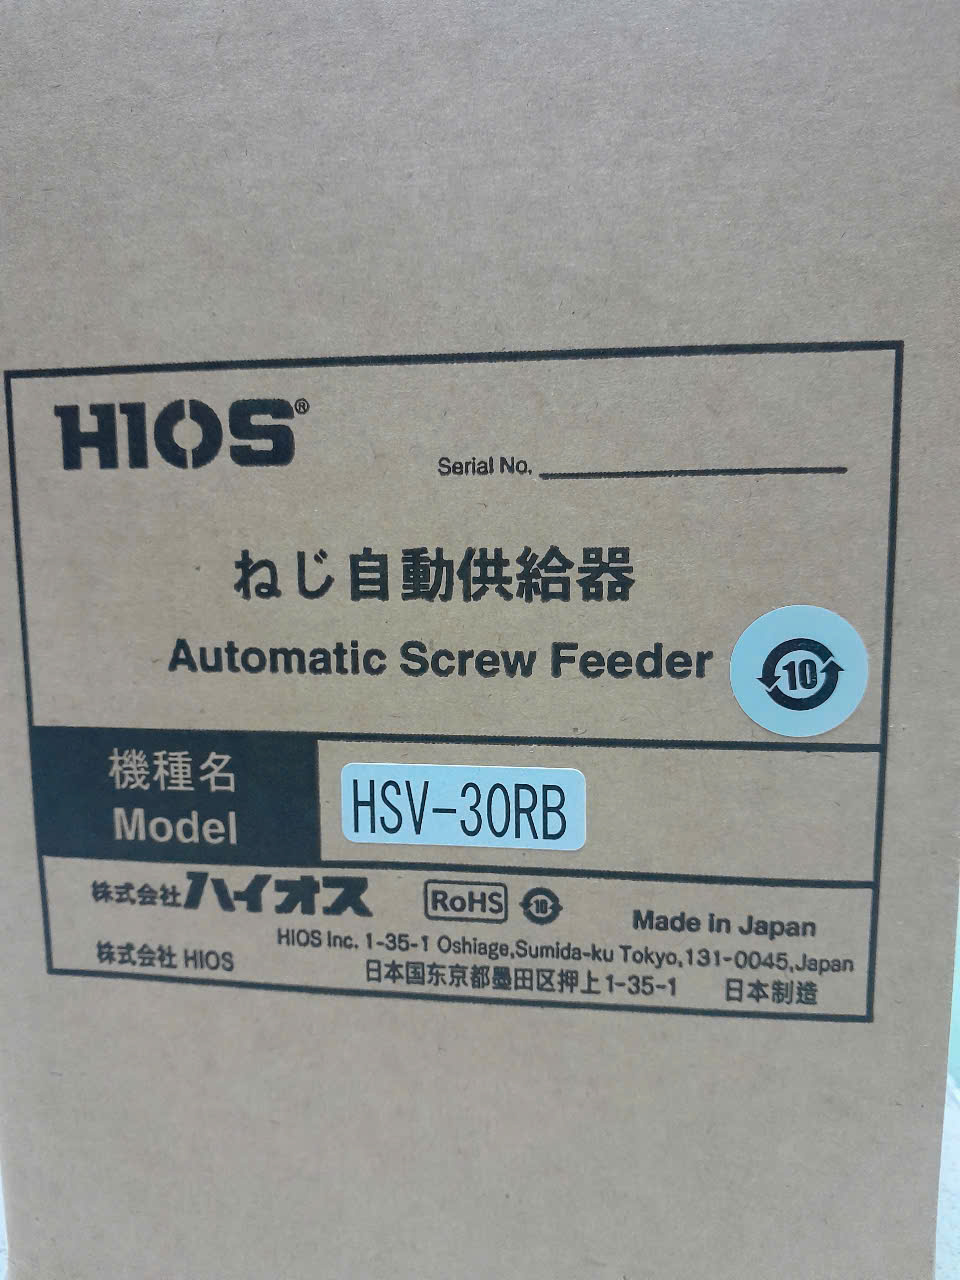 HIOS®
Serial No.
ねじ自動供給器
Automatic Screw Feeder
10
機種名
Model
HSV-30RB
株式会社ハイオス
RoHS 10
Made in Japan
HIOS Inc. 1-35-1 Oshiage,Sumida-ku Tokyo,131-0045,Japan
株式会社 HIOS
日本国东京都墨田区押上1-35-1 日本制造